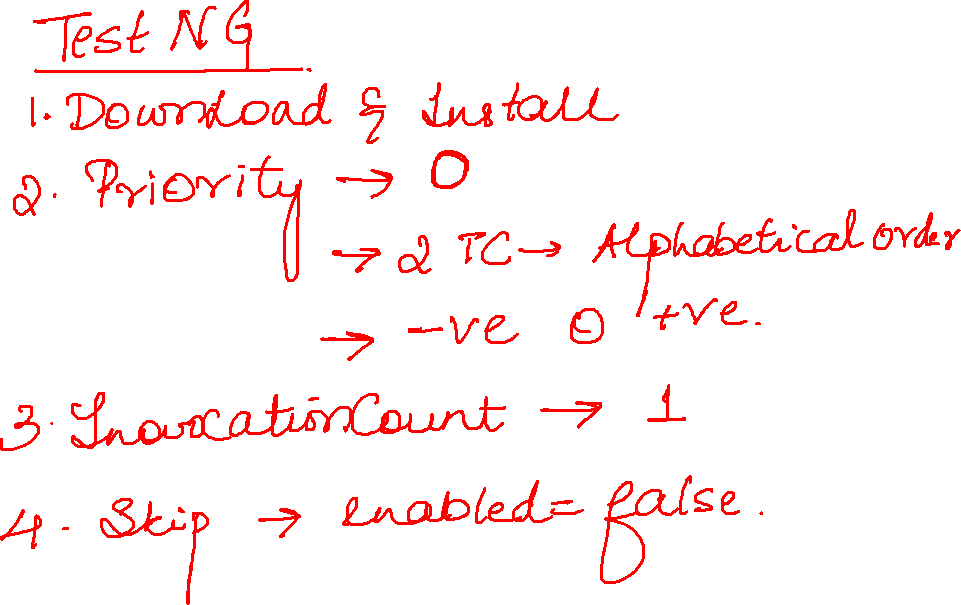 Test NG
1. Download & Install
2. Priority → 0
→ 2 TC → Alphabetical order
→ -ve 0 +ve.
3. InovocationCount → 1
4. Skip → enabled = false.